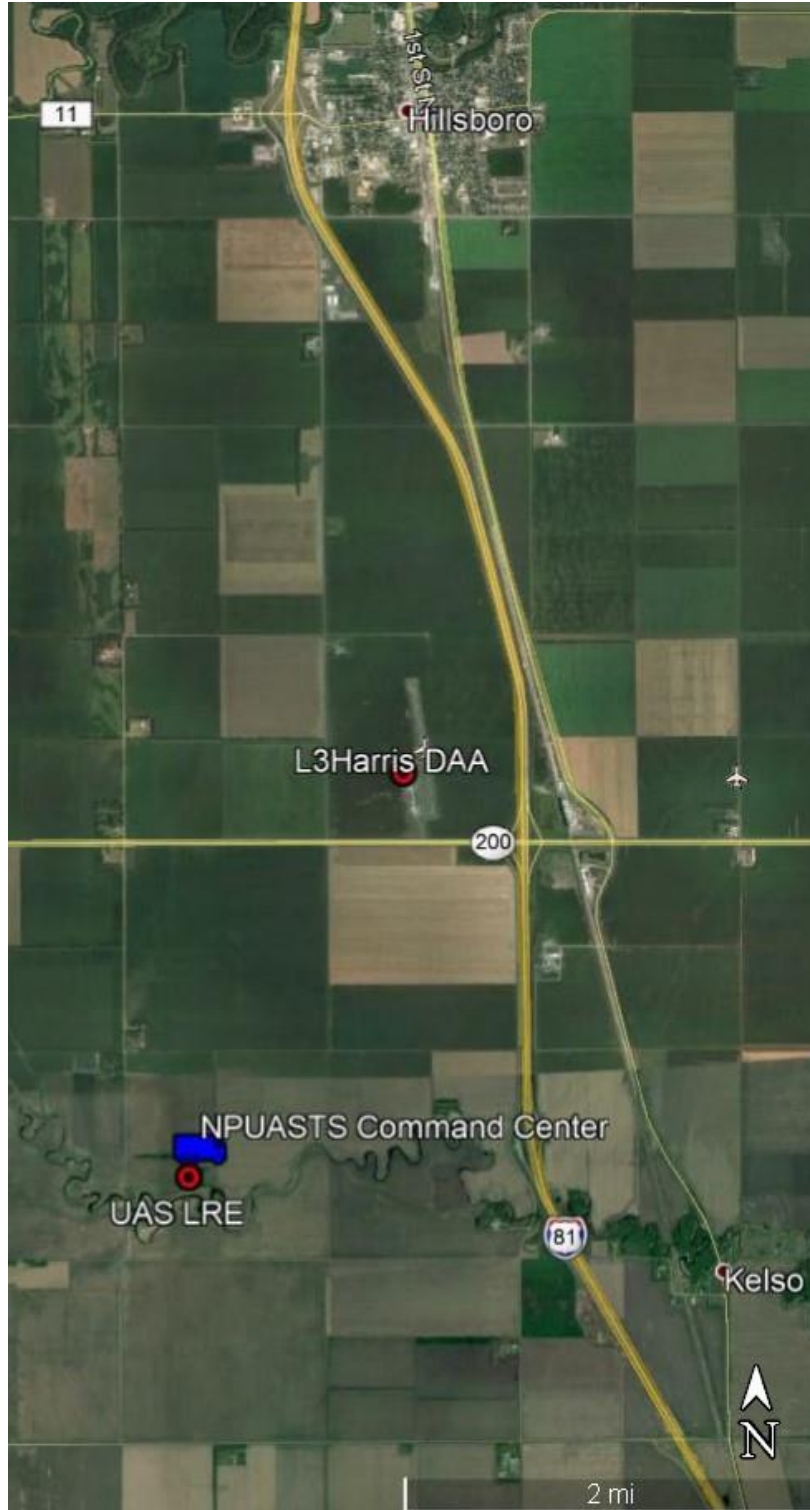 1st St N
11
Hillsboro
L3Harris DAA
200
NPUASTS Command Center
UAS LRE
81
Kelso
N
2 mi